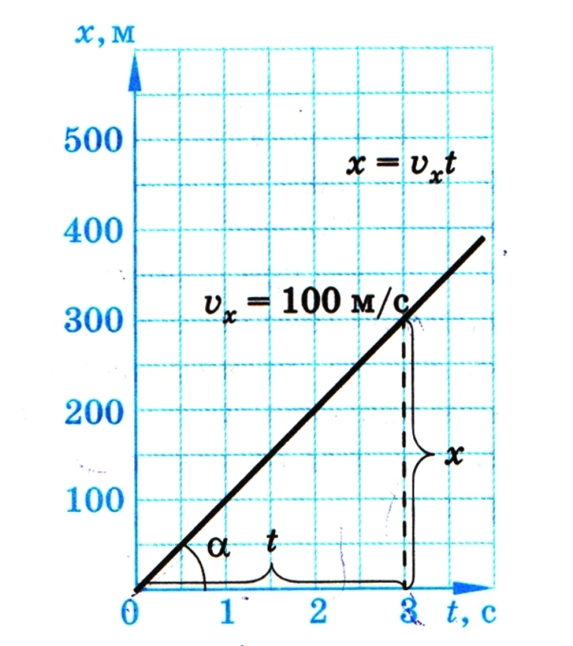 x, м
500
x = vₓt
400
vₓ = 100 м/с
300
200
x
100
α
t
0 1 2 3 t, с